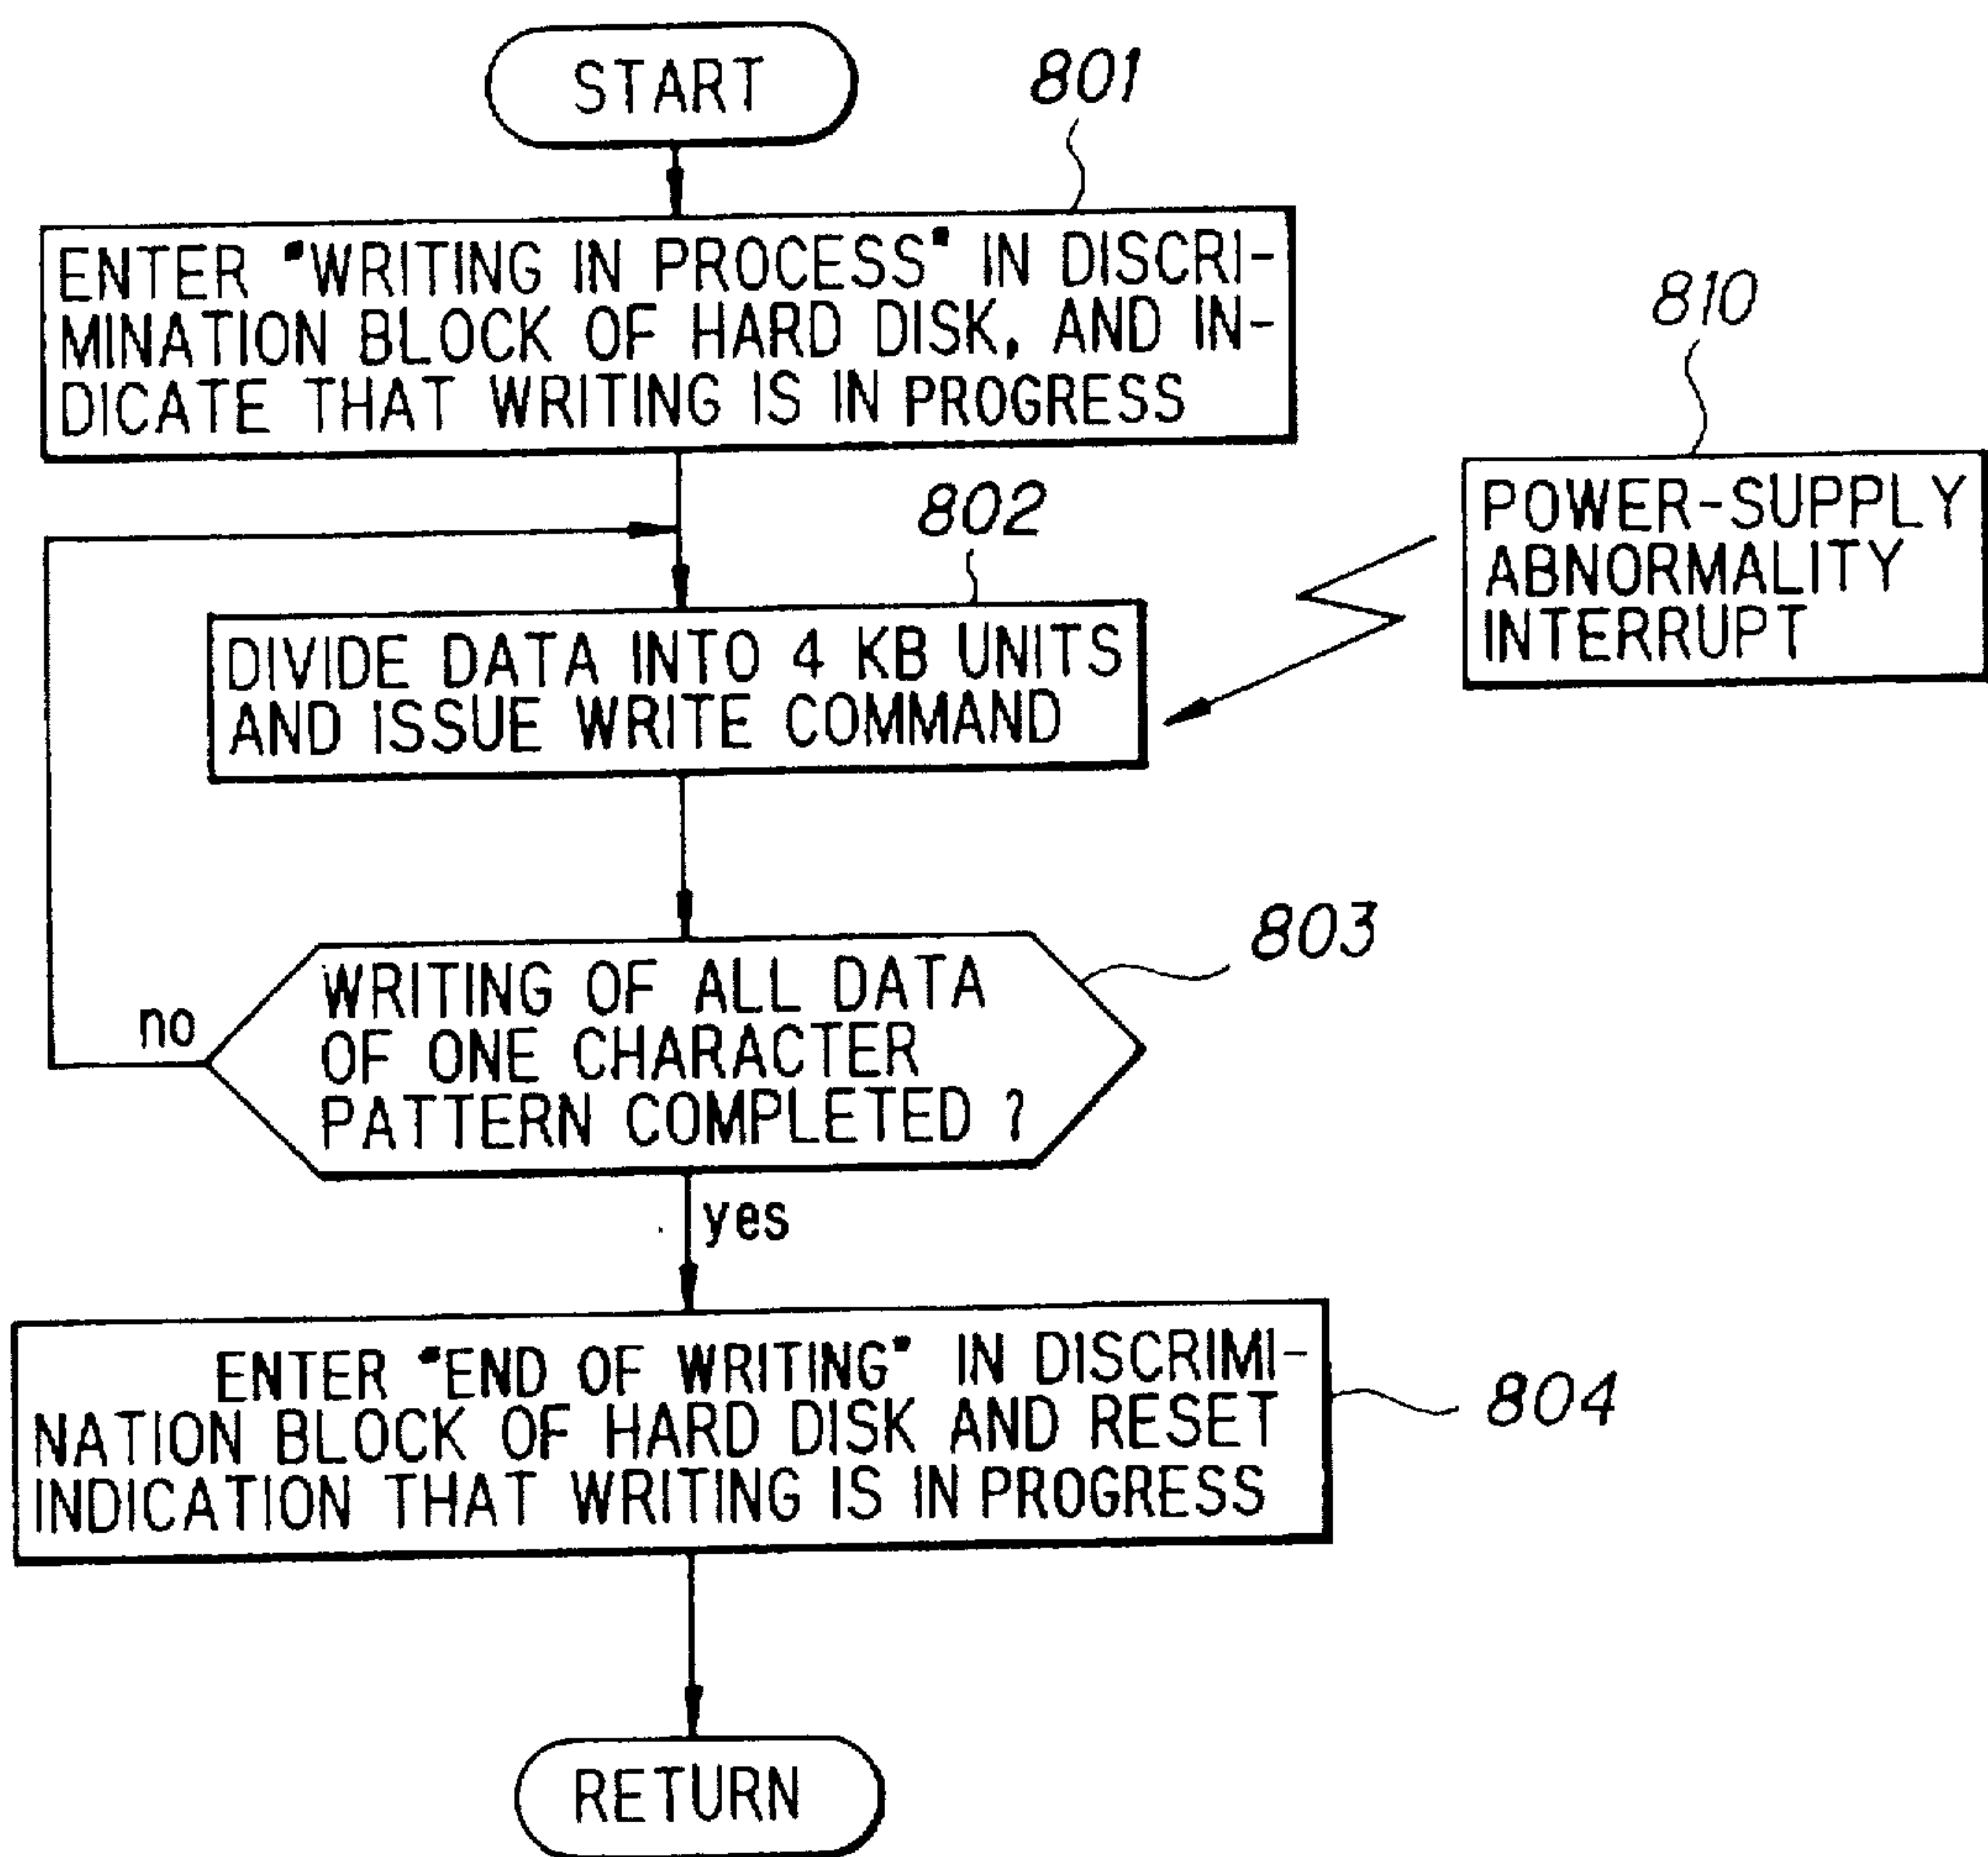 START
801
ENTER "WRITING IN PROCESS" IN DISCRI-
MINATION BLOCK OF HARD DISK, AND IN-
DICATE THAT WRITING IS IN PROGRESS
810
POWER-SUPPLY
ABNORMALITY
INTERRUPT
802
DIVIDE DATA INTO 4 KB UNITS
AND ISSUE WRITE COMMAND
803
WRITING OF ALL DATA
OF ONE CHARACTER
PATTERN COMPLETED ?
no
yes
ENTER "END OF WRITING" IN DISCRIMI-
NATION BLOCK OF HARD DISK AND RESET
INDICATION THAT WRITING IS IN PROGRESS
804
RETURN